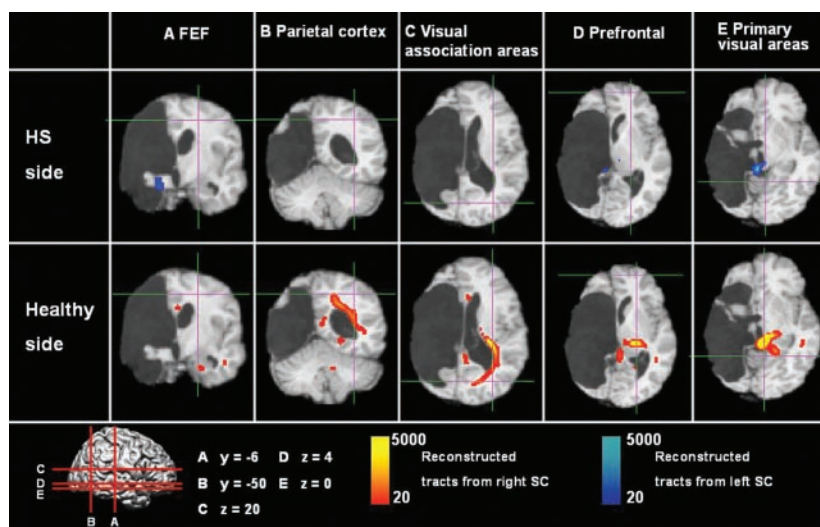 A FEF
B Parietal cortex
C Visual
association areas
D Prefrontal
E Primary
visual areas
HS
side
Healthy
side
C
D
E
B A
A y = -6 D z = 4
B y = -50 E z = 0
C z = 20
5000
Reconstructed
tracts from right SC
20
5000
Reconstructed
tracts from left SC
20